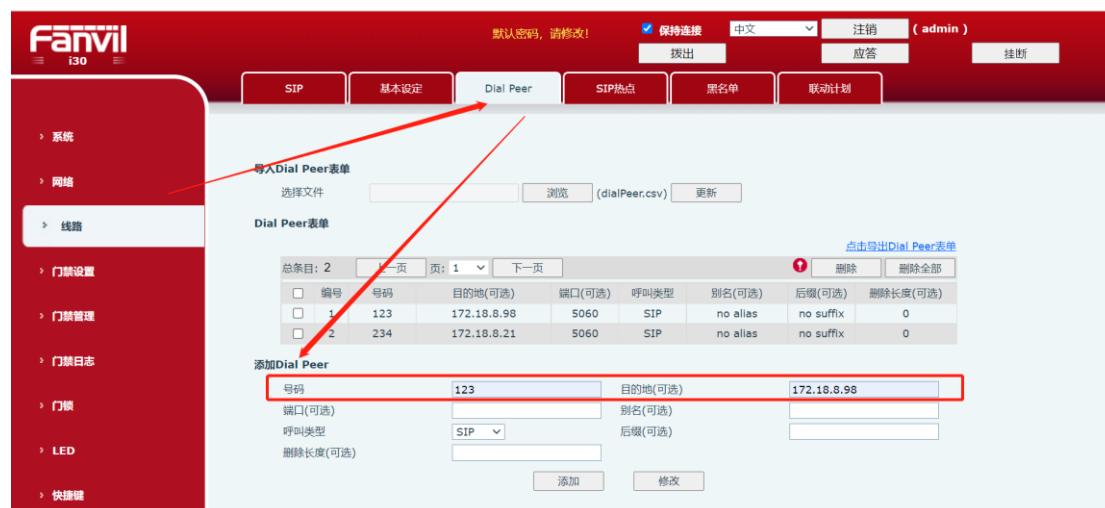 Fanvil
i30
默认密码, 请修改!
保持连接
中文
注销
( admin )
拨出
应答
挂断
SIP
基本设定
Dial Peer
SIP热点
黑名单
联动计划
系统
网络
线路
门禁设置
门禁管理
门禁日志
门锁
LED
快捷键
导入Dial Peer表单
选择文件 浏览 (dialPeer.csv) 更新
Dial Peer表单
点击导出Dial Peer表单
总条目: 2 上一页 页: 1 下一页 删除 删除全部
编号 号码 目的地(可选) 端口(可选) 呼叫类型 别名(可选) 后缀(可选) 删除长度(可选)
1 123 172.18.8.98 5060 SIP no alias no suffix 0
2 234 172.18.8.21 5060 SIP no alias no suffix 0
添加Dial Peer
号码 123 目的地(可选) 172.18.8.98
端口(可选) 别名(可选)
呼叫类型 SIP 后缀(可选)
删除长度(可选)
添加 修改